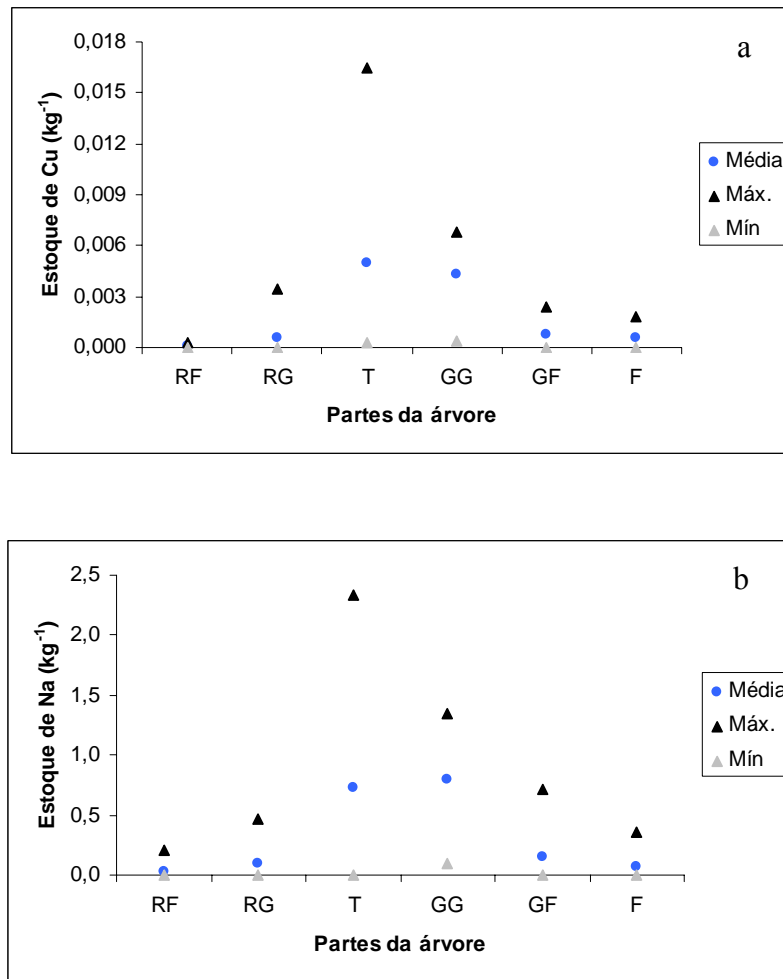 a
0,018
0,015
0,012
0,009
0,006
0,003
0,000
Estoque de Cu (kg⁻¹)
RF RG T GG GF F
Partes da árvore
Média
Máx.
Mín
b
2,5
2,0
1,5
1,0
0,5
0,0
Estoque de Na (kg⁻¹)
RF RG T GG GF F
Partes da árvore
Média
Máx.
Mín